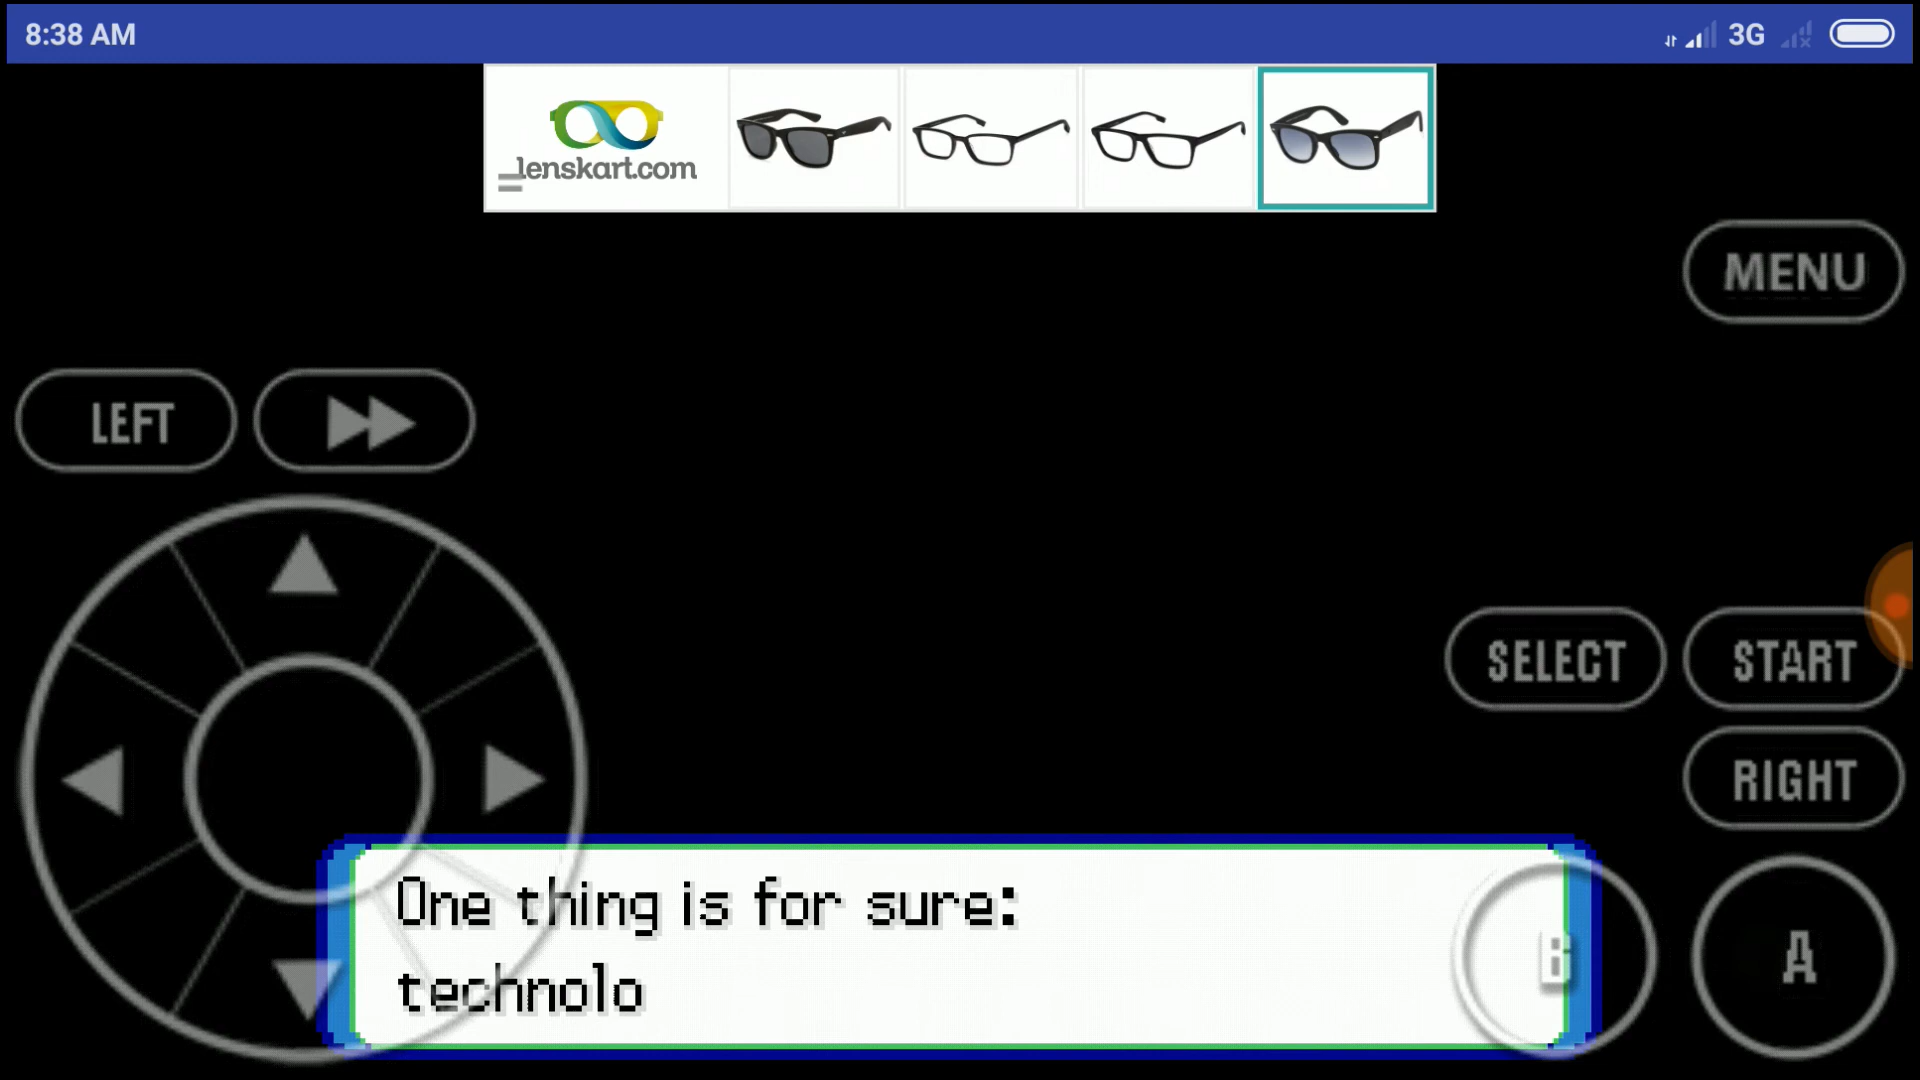 8:38 AM
3G
lenskart.com
MENU
LEFT
SELECT
START
RIGHT
One thing is for sure:
technolo
B
A